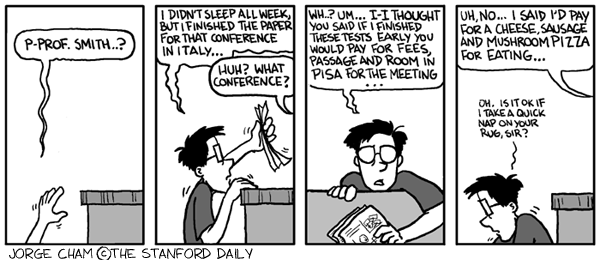 P-PROF. SMITH..?
I DIDN'T SLEEP ALL WEEK,
BUT I FINISHED THE PAPER
FOR THAT CONFERENCE
IN ITALY...
HUH? WHAT
CONFERENCE?
WH..? UM... I-I THOUGHT
YOU SAID IF I FINISHED
THESE TESTS EARLY YOU
WOULD PAY FOR FEES,
PASSAGE AND ROOM IN
PISA FOR THE MEETING
...
UH, NO... I SAID I'D PAY
FOR A CHEESE, SAUSAGE
AND MUSHROOM PIZZA
FOR EATING...
OH. IS IT OK IF
I TAKE A QUICK
NAP ON YOUR
RUG, SIR?
JORGE CHAM ©THE STANFORD DAILY